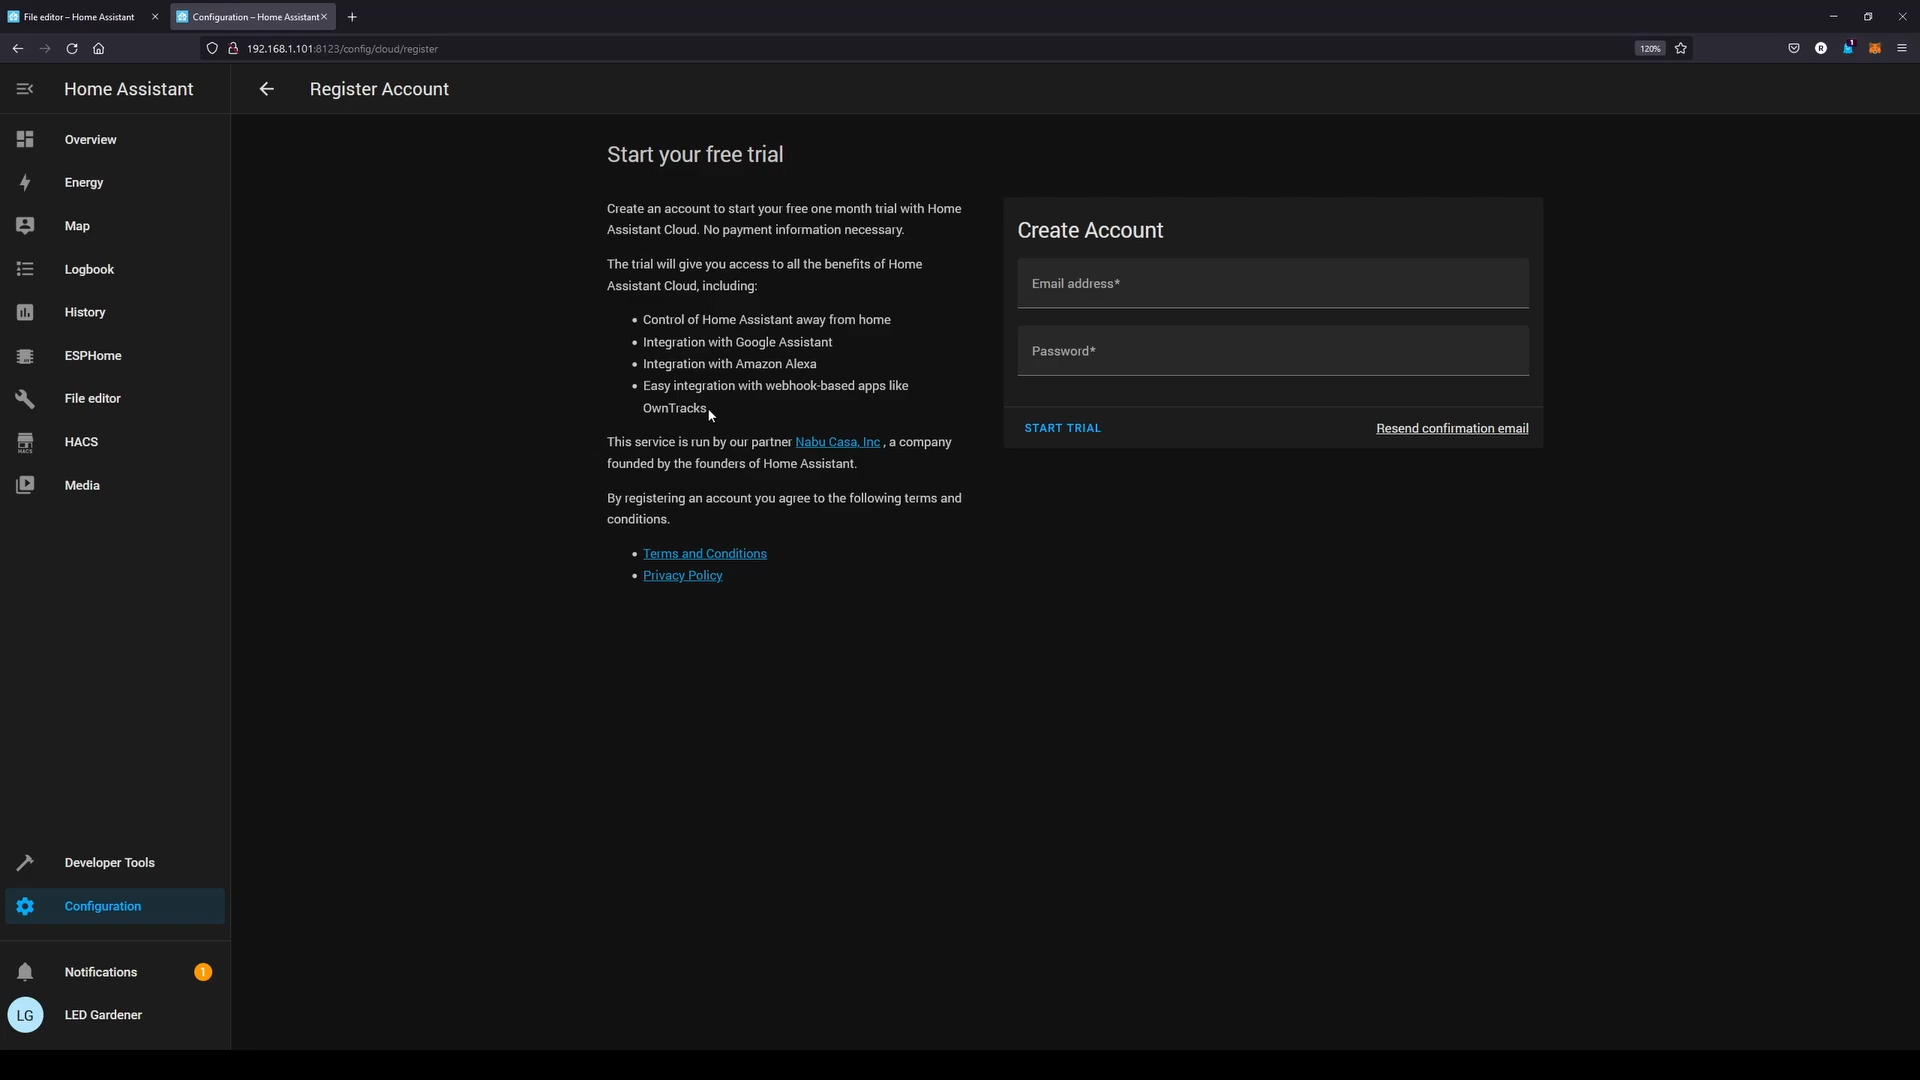 File editor – Home Assistant
Configuration – Home Assistant
192.168.1.101:8123/config/cloud/register
120%
R
1
Home Assistant
Register Account
Overview
Energy
Map
Logbook
History
ESPHome
File editor
HACS
HACS
Media
Developer Tools
Configuration
Notifications
1
LG
LED Gardener
Start your free trial
Create an account to start your free one month trial with Home
Assistant Cloud. No payment information necessary.
The trial will give you access to all the benefits of Home
Assistant Cloud, including:
• Control of Home Assistant away from home
• Integration with Google Assistant
• Integration with Amazon Alexa
• Easy integration with webhook-based apps like
OwnTracks
This service is run by our partner Nabu Casa, Inc , a company
founded by the founders of Home Assistant.
By registering an account you agree to the following terms and
conditions.
• Terms and Conditions
• Privacy Policy
Create Account
Email address*
Password*
START TRIAL
Resend confirmation email